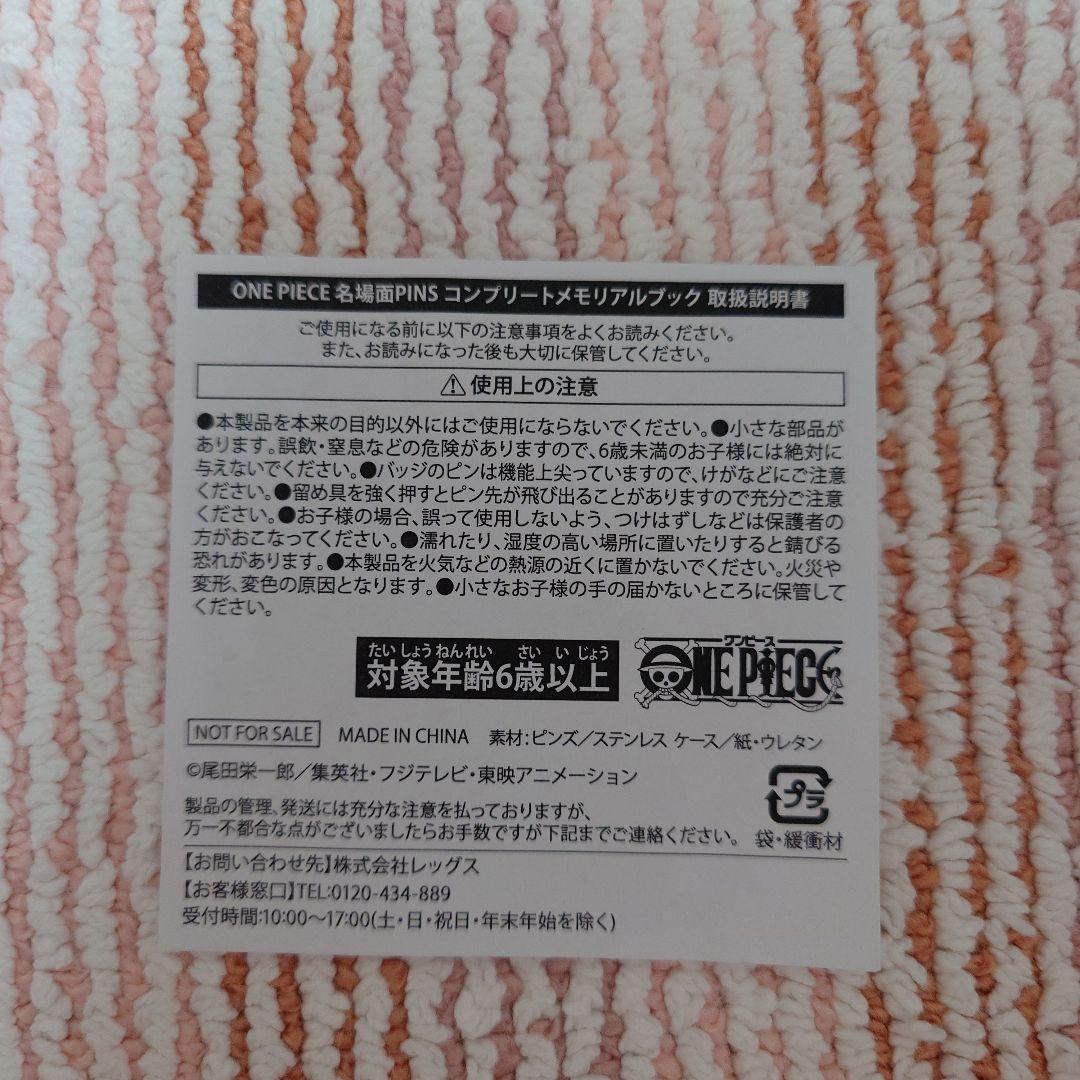 ONE PIECE 名場面PINS コンプリートメモリアルブック 取扱説明書
ご使用になる前に以下の注意事項をよくお読みください。
また、お読みになった後も大切に保管してください。
⚠使用上の注意
●本製品を本来の目的以外にはご使用にならないでください。●小さな部品が
あります。誤飲・窒息などの危険がありますので、6歳未満のお子様には絶対に
与えないでください。●バッジのピンは機能上尖っていますので、けがなどにご注意
ください。●留め具を強く押すとピン先が飛び出ることがありますので充分ご注意
ください。●お子様の場合、誤って使用しないよう、つけはずしなどは保護者の
方がおこなってください。●濡れたり、湿度の高い場所に置いたりすると錆びる
恐れがあります。●本製品を火気などの熱源の近くに置かないでください。火災や
変形、変色の原因となります。●小さなお子様の手の届かないところに保管して
ください。
たいしょうねんれい さい いじょう
対象年齢6歳以上
ワンピース
ONE PIECE
NOT FOR SALE MADE IN CHINA 素材:ピンズ/ステンレス ケース/紙・ウレタン
©尾田栄一郎/集英社・フジテレビ・東映アニメーション
プラ
製品の管理、発送には充分な注意を払っておりますが、
万一不都合な点がございましたらお手数ですが下記までご連絡ください。 袋・緩衝材
【お問い合わせ先】株式会社レッグス
【お客様窓口】TEL:0120-434-889
受付時間:10:00～17:00(土・日・祝日・年末年始を除く)